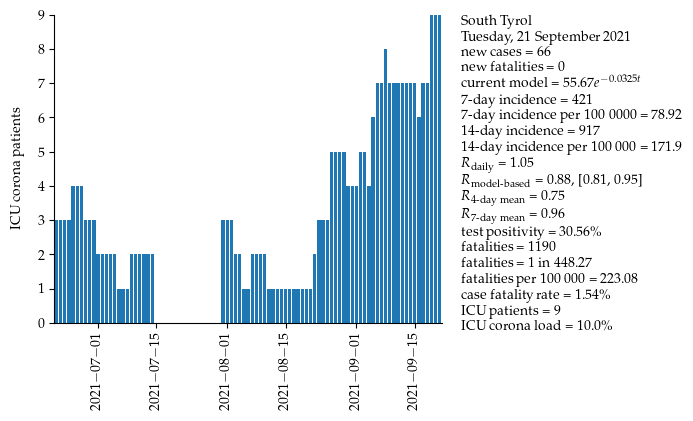 9
8
7
6
5
4
3
2
1
0
ICU corona patients
2021−07−01
2021−07−15
2021−08−01
2021−08−15
2021−09−01
2021−09−15
South Tyrol
Tuesday, 21 September 2021
new cases = 66
new fatalities = 0
current model = 55.67e^−0.0325t
7-day incidence = 421
7-day incidence per 100 0000 = 78.92
14-day incidence = 917
14-day incidence per 100 000 = 171.9
R_daily = 1.05
R_model-based = 0.88, [0.81, 0.95]
R_4-day mean = 0.75
R_7-day mean = 0.96
test positivity = 30.56%
fatalities = 1190
fatalities = 1 in 448.27
fatalities per 100 000 = 223.08
case fatality rate = 1.54%
ICU patients = 9
ICU corona load = 10.0%